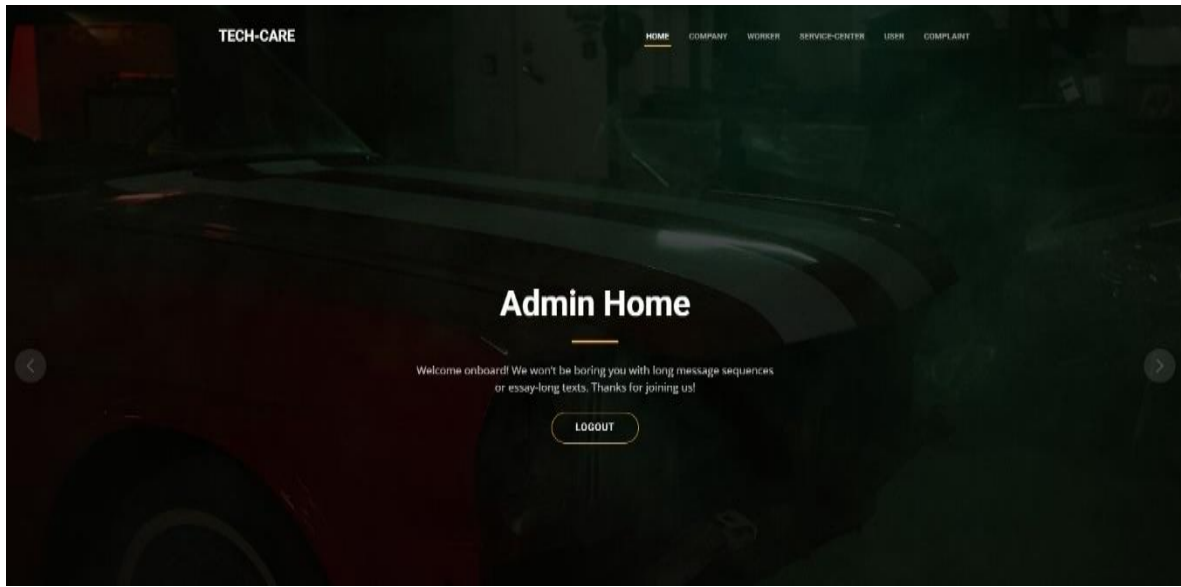 TECH-CARE
HOME COMPANY WORKER SERVICE-CENTER USER COMPLAINT
Admin Home
Welcome onboard! We won't be boring you with long message sequences
or essay-long texts. Thanks for joining us!
LOGOUT